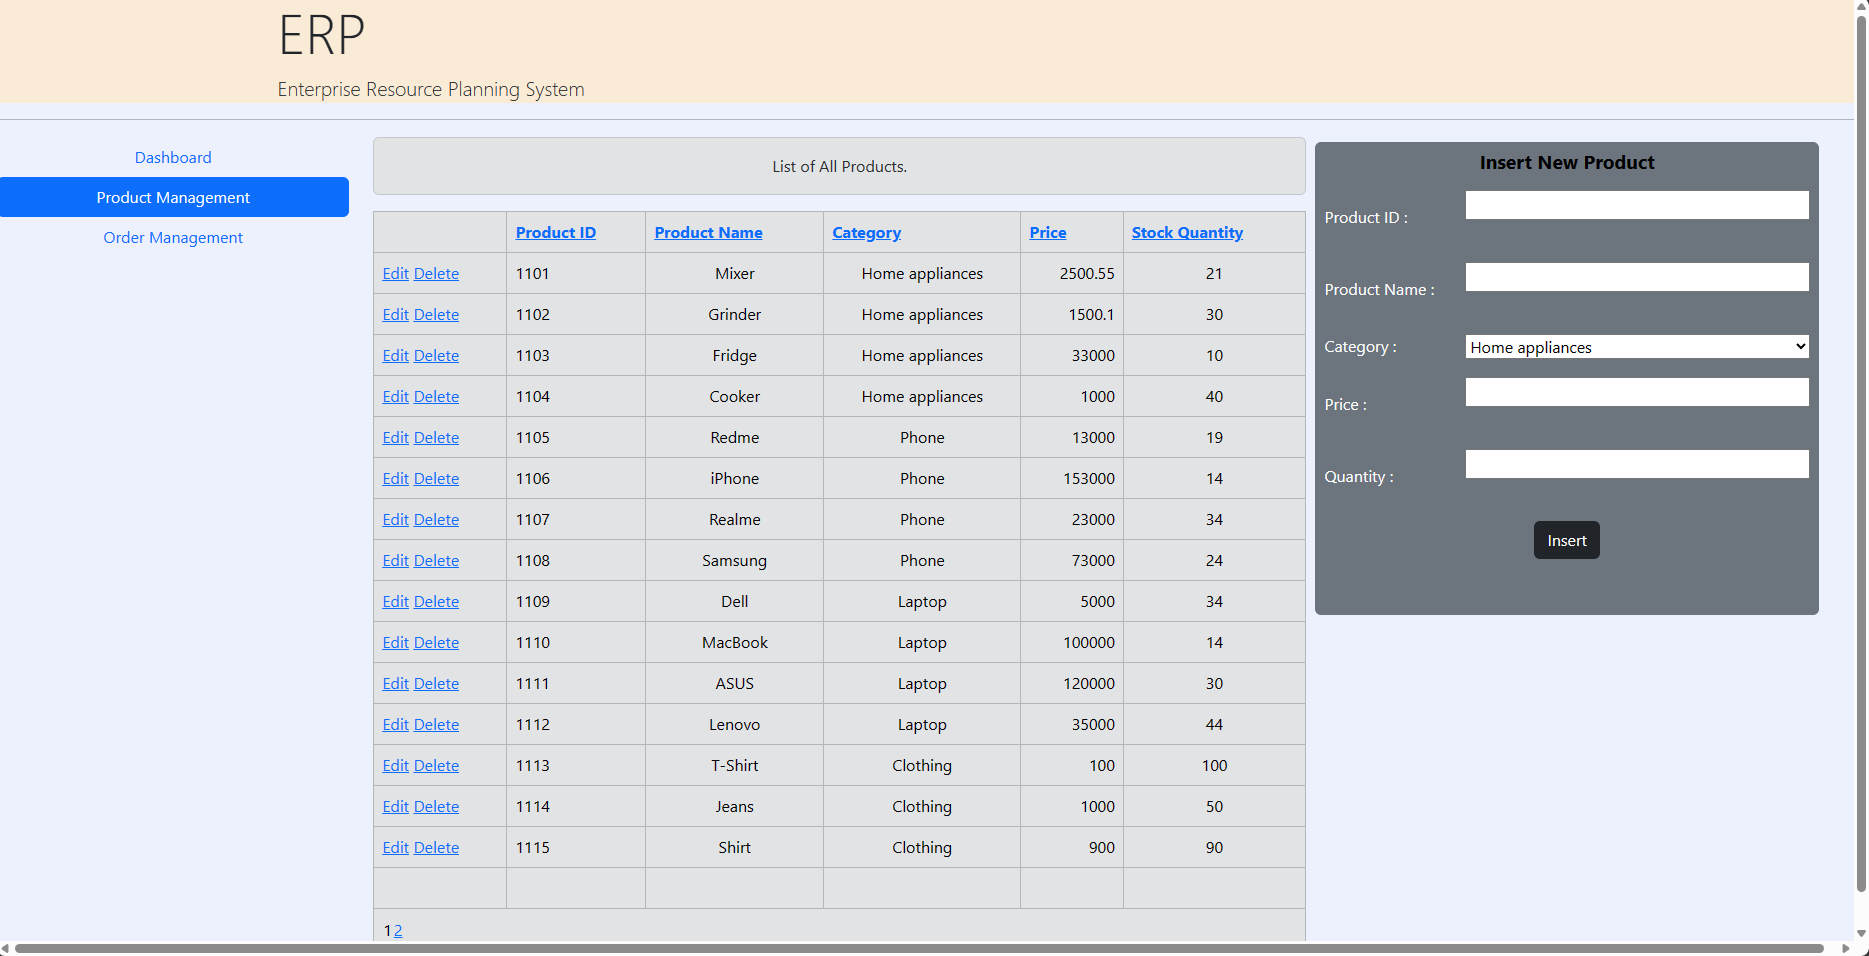 ERP
Enterprise Resource Planning System
Dashboard
Product Management
Order Management
List of All Products.
Product ID Product Name Category Price Stock Quantity
Edit Delete 1101 Mixer Home appliances 2500.55 21
Edit Delete 1102 Grinder Home appliances 1500.1 30
Edit Delete 1103 Fridge Home appliances 33000 10
Edit Delete 1104 Cooker Home appliances 1000 40
Edit Delete 1105 Redme Phone 13000 19
Edit Delete 1106 iPhone Phone 153000 14
Edit Delete 1107 Realme Phone 23000 34
Edit Delete 1108 Samsung Phone 73000 24
Edit Delete 1109 Dell Laptop 5000 34
Edit Delete 1110 MacBook Laptop 100000 14
Edit Delete 1111 ASUS Laptop 120000 30
Edit Delete 1112 Lenovo Laptop 35000 44
Edit Delete 1113 T-Shirt Clothing 100 100
Edit Delete 1114 Jeans Clothing 1000 50
Edit Delete 1115 Shirt Clothing 900 90
1 2
Insert New Product
Product ID :
Product Name :
Category : Home appliances
Price :
Quantity :
Insert